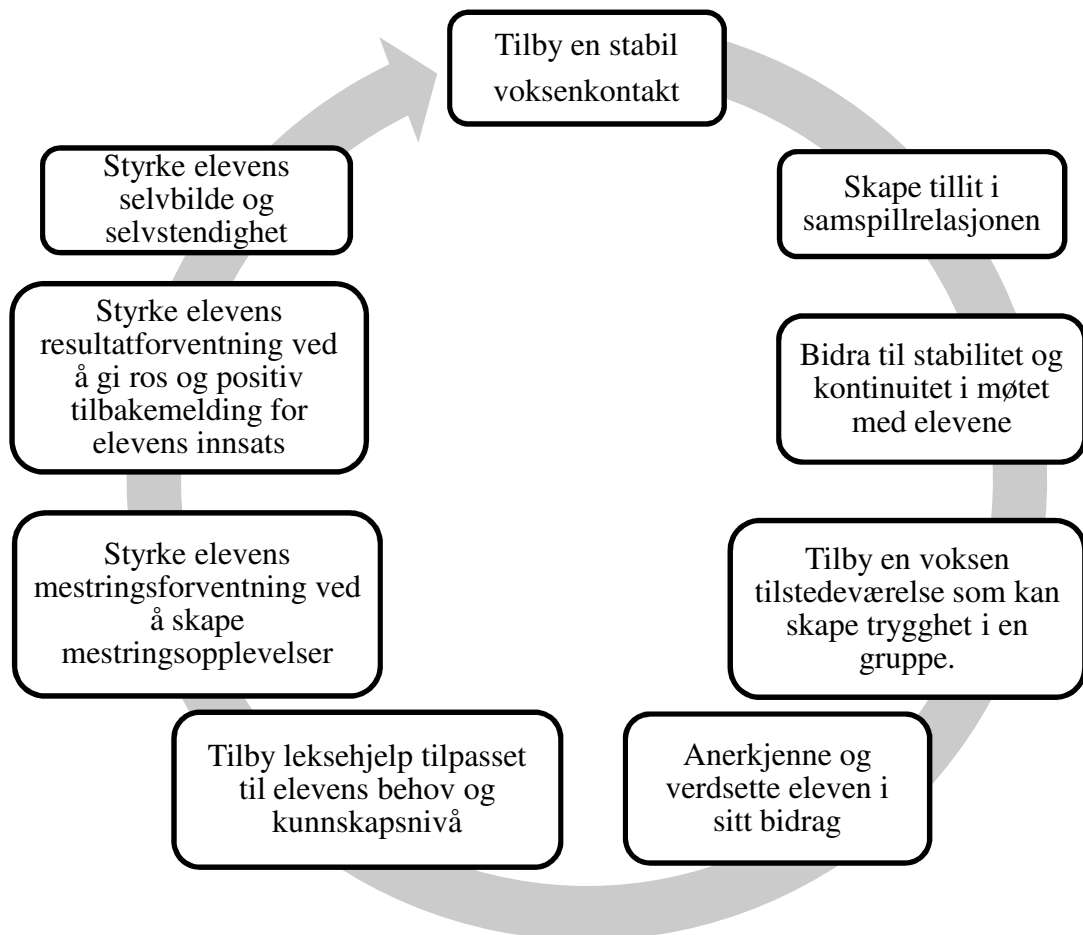 Tilby en stabil
voksenkontakt
Skape tillit i
samspillrelasjonen
Bidra til stabilitet og
kontinuitet i møtet
med elevene
Tilby en voksen
tilstedeværelse som kan
skape trygghet i en
gruppe.
Anerkjenne og
verdsette eleven i
sitt bidrag
Tilby leksehjelp tilpasset
til elevens behov og
kunnskapsnivå
Styrke elevens
mestringsforventning ved
å skape
mestringsopplevelser
Styrke elevens
resultatforventning ved
å gi ros og positiv
tilbakemelding for
elevens innsats
Styrke elevens
selvbilde og
selvstendighet